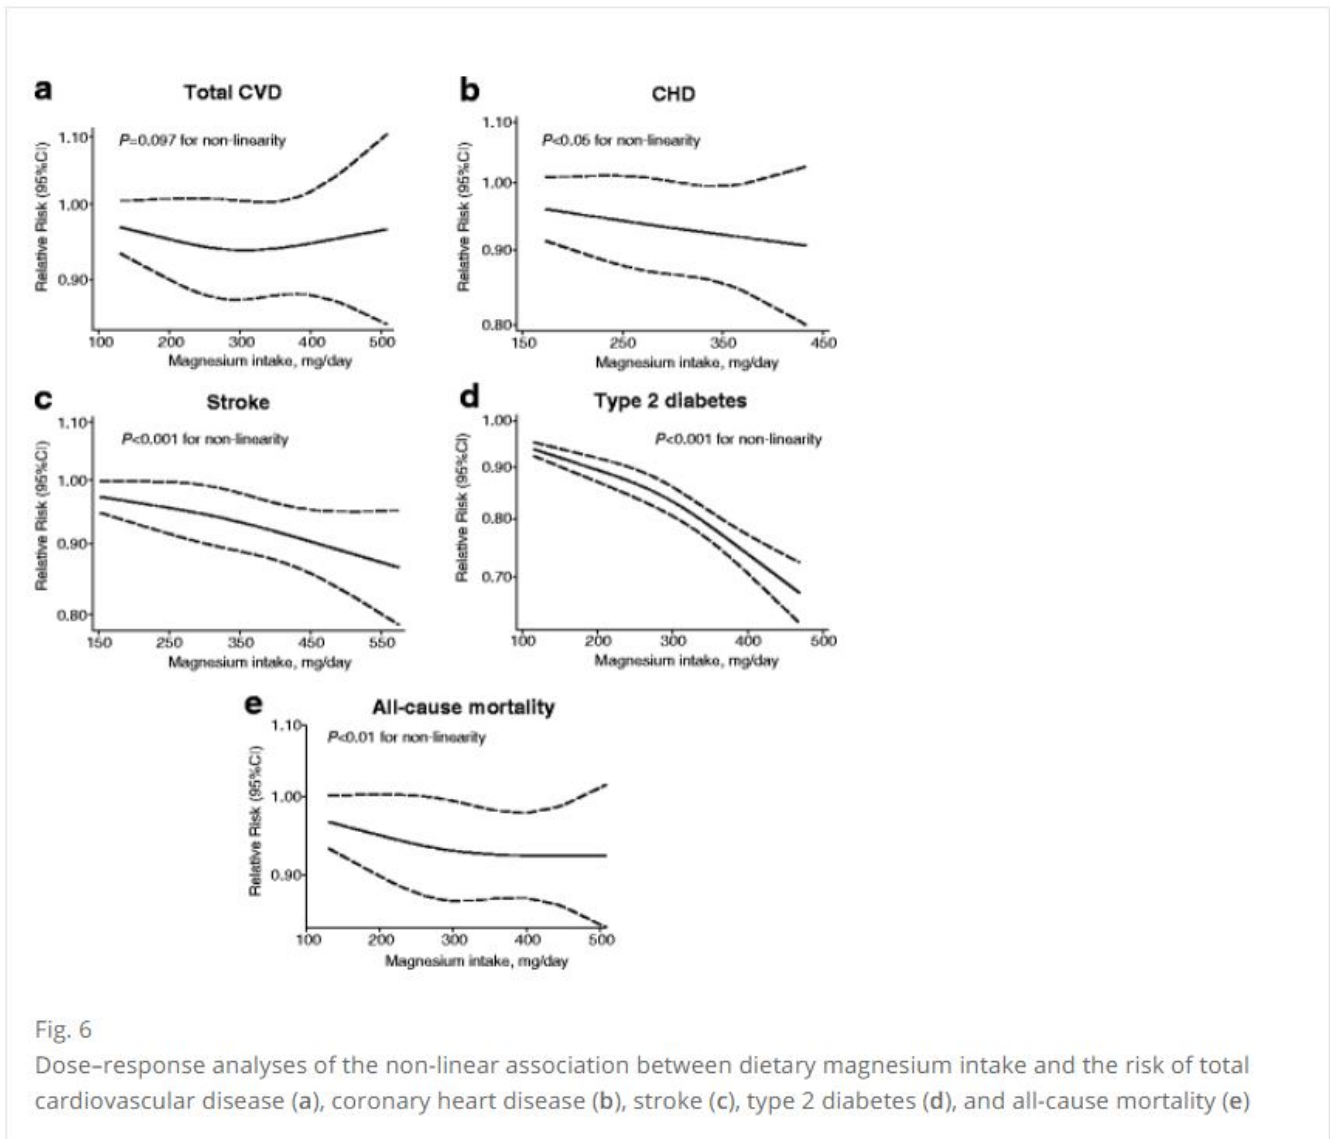 a
Total CVD
P=0.097 for non-linearity
Relative Risk (95%CI)
1.10
1.00
0.90
100 200 300 400 500
Magnesium intake, mg/day
b
CHD
P<0.05 for non-linearity
Relative Risk (95%CI)
1.10
1.00
0.90
0.80
150 250 350 450
Magnesium intake, mg/day
c
Stroke
P<0.001 for non-linearity
Relative Risk (95%CI)
1.10
1.00
0.90
0.80
150 250 350 450 550
Magnesium intake, mg/day
d
Type 2 diabetes
P<0.001 for non-linearity
Relative Risk (95%CI)
1.00
0.90
0.80
0.70
100 200 300 400 500
Magnesium intake, mg/day
e
All-cause mortality
P<0.01 for non-linearity
Relative Risk (95%CI)
1.10
1.00
0.90
100 200 300 400 500
Magnesium intake, mg/day
Fig. 6
Dose–response analyses of the non-linear association between dietary magnesium intake and the risk of total
cardiovascular disease (a), coronary heart disease (b), stroke (c), type 2 diabetes (d), and all-cause mortality (e)